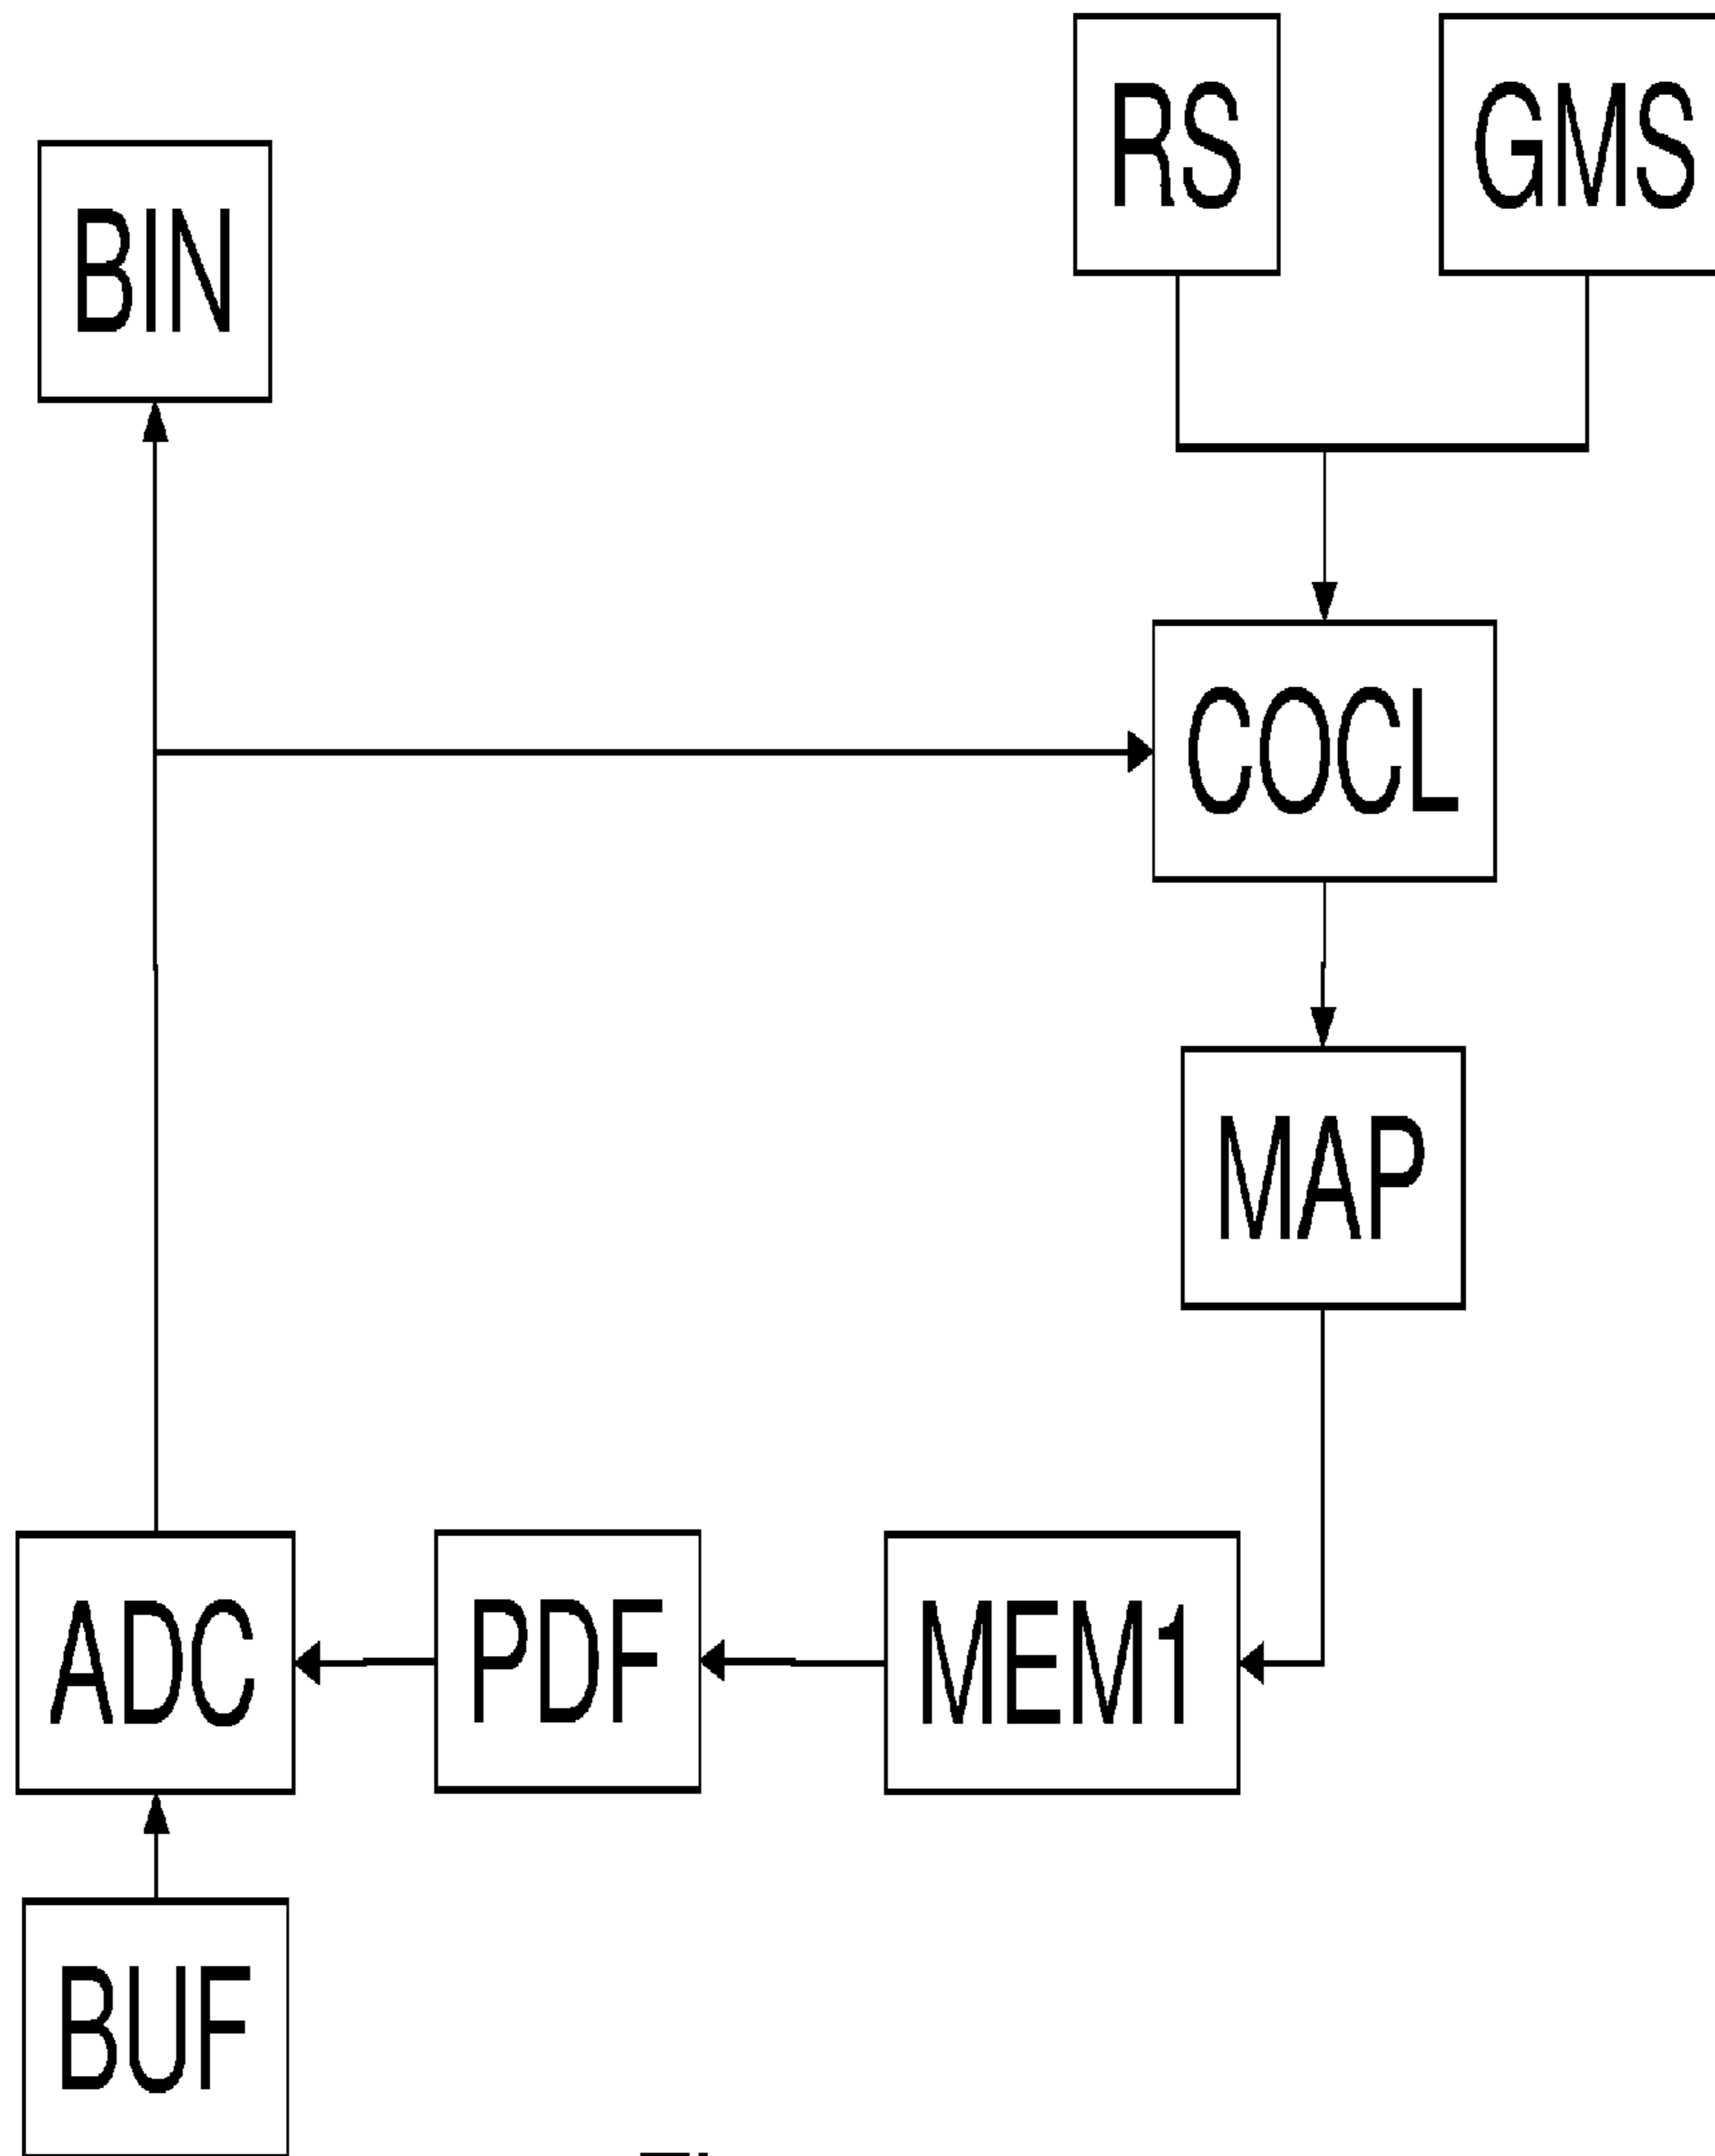 RS
GMS
BIN
COCL
MAP
ADC
PDF
MEM1
BUF